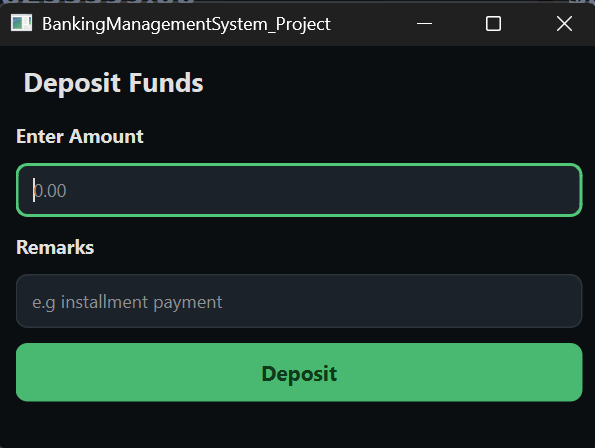 BankingManagementSystem_Project
Deposit Funds
Enter Amount
0.00
Remarks
e.g installment payment
Deposit